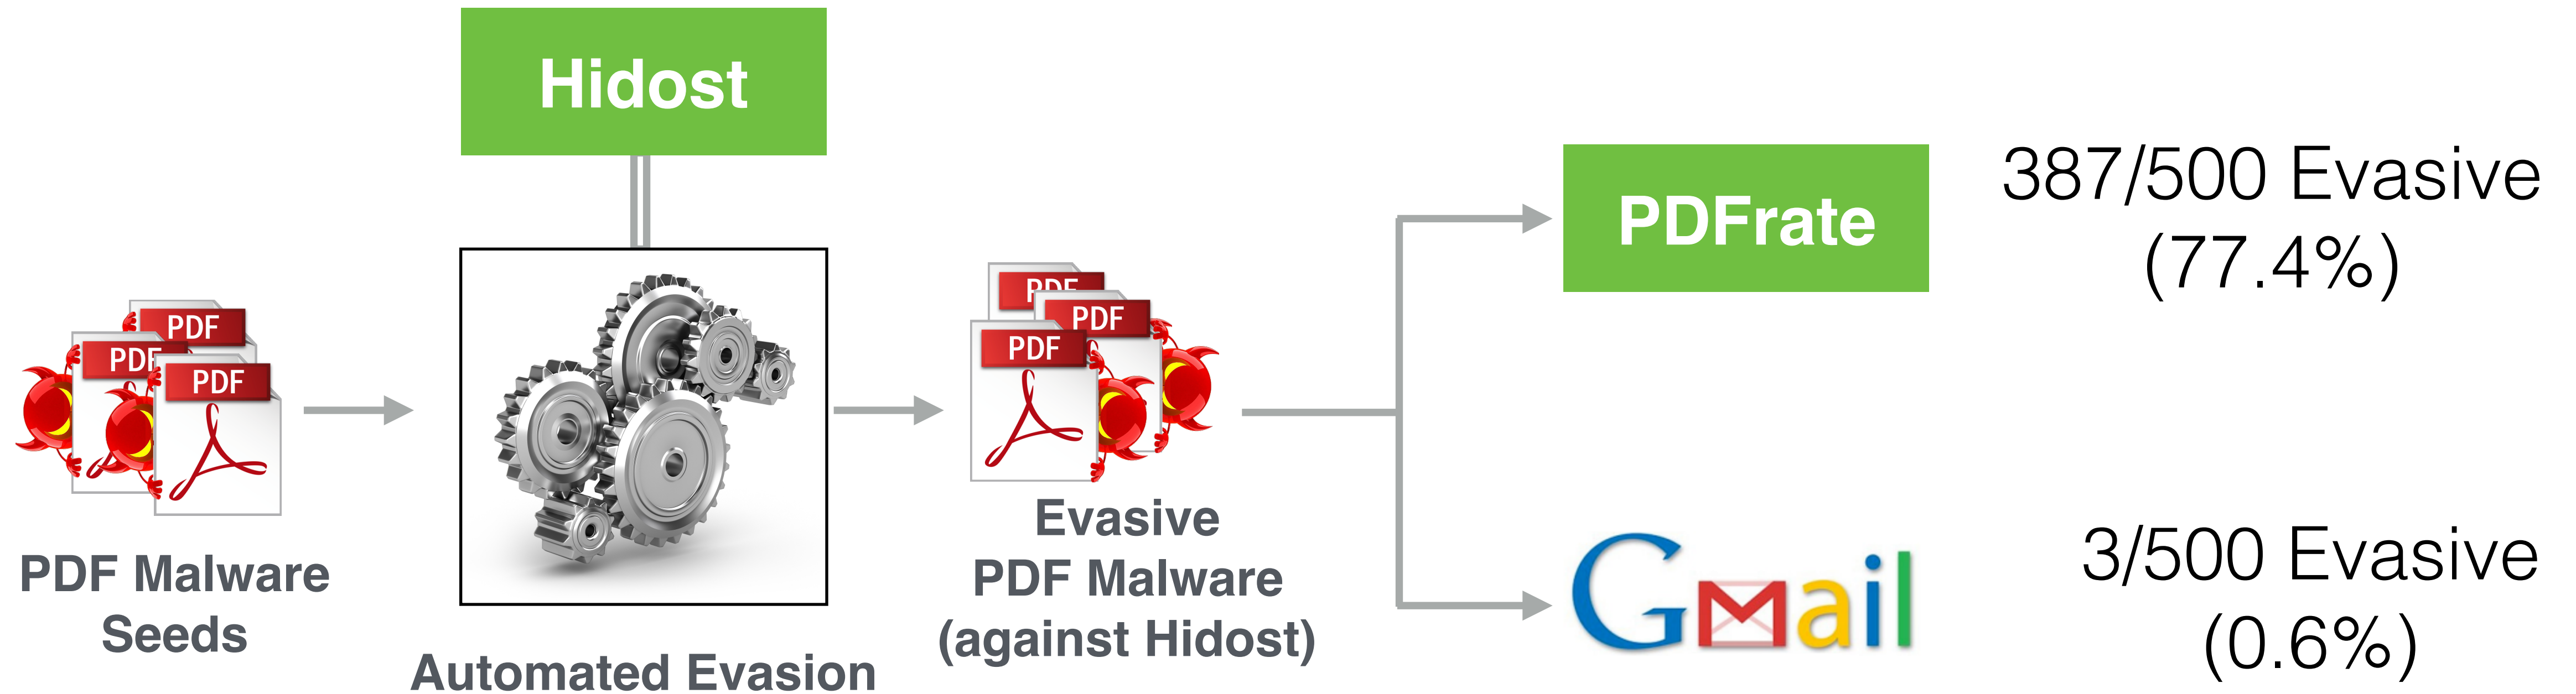 Hidost
PDF
PDF
PDF
PDF Malware
Seeds
Automated Evasion
PDF
PDF
PDF
Evasive
PDF Malware
(against Hidost)
PDFrate
387/500 Evasive
(77.4%)
Gmail
3/500 Evasive
(0.6%)